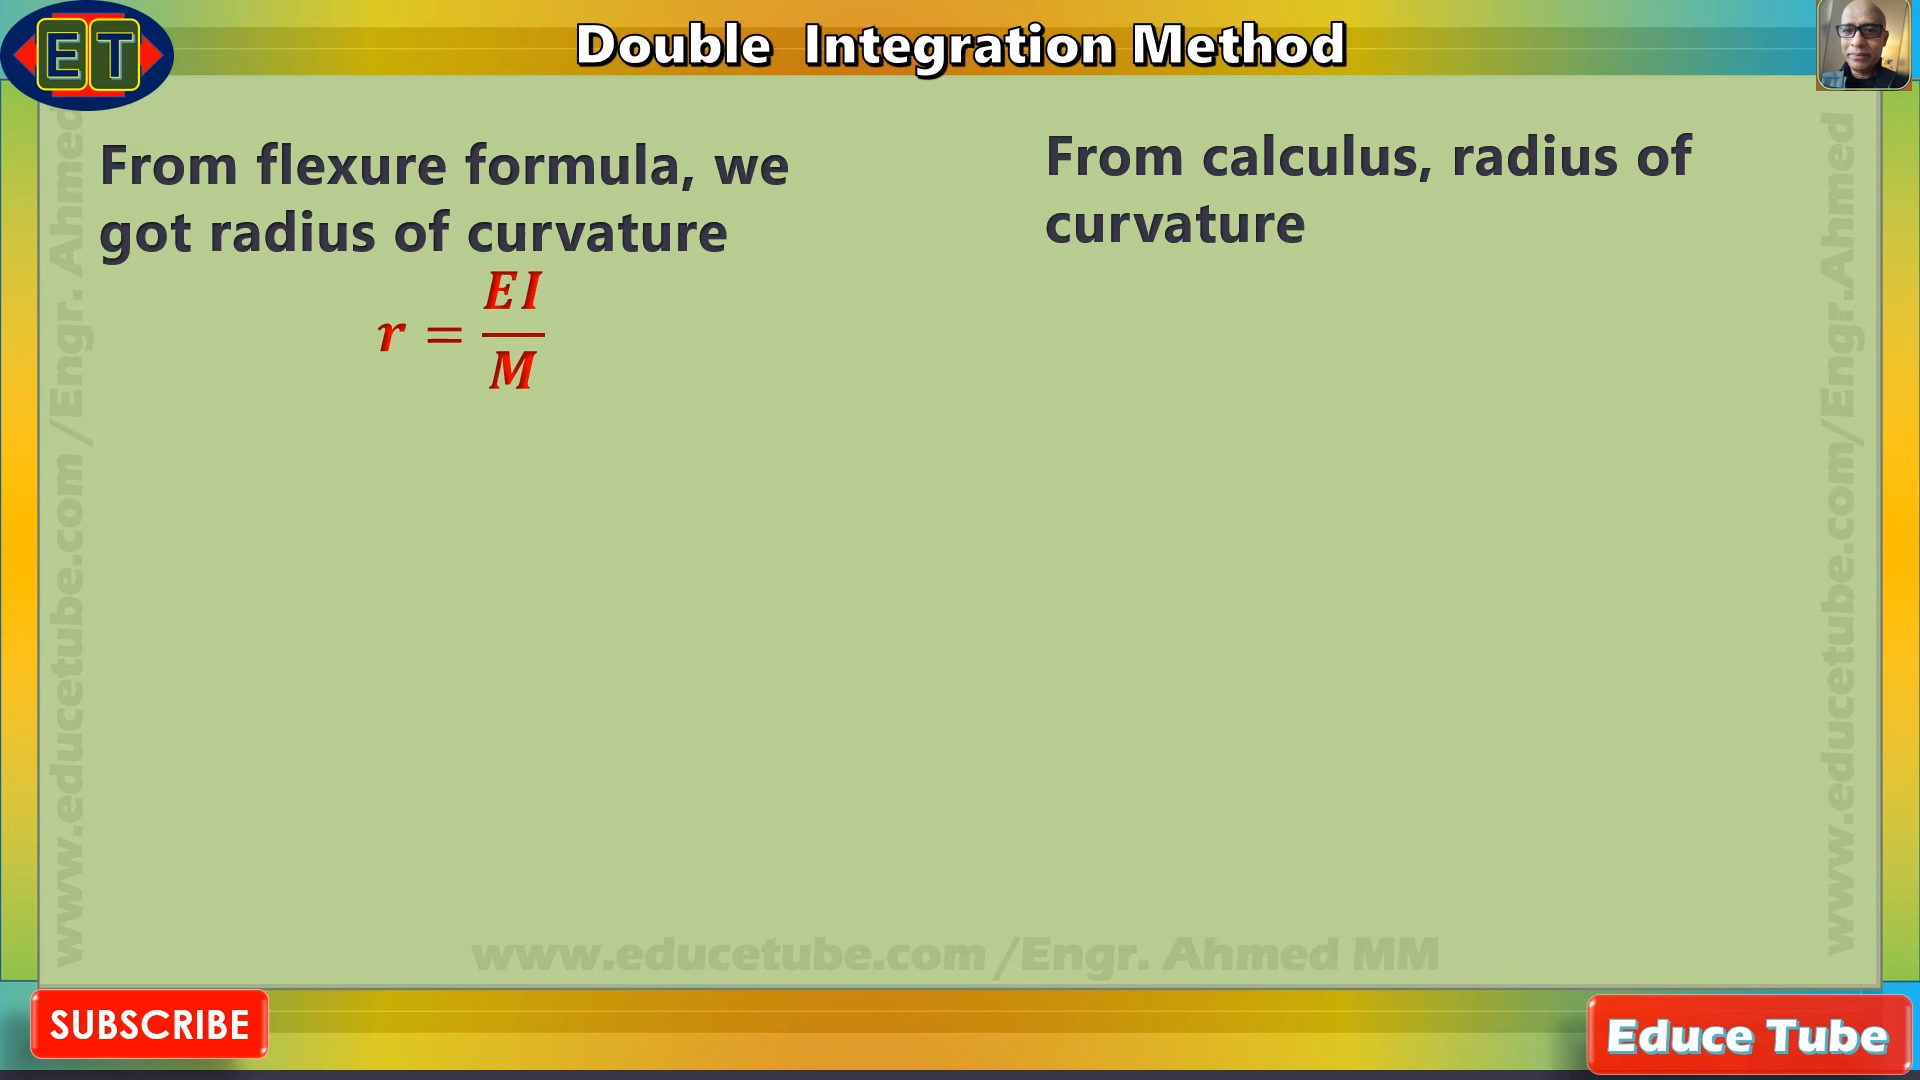 ET
Double Integration Method
From flexure formula, we
got radius of curvature
r = EI / M
From calculus, radius of
curvature
www.educetube.com /Engr. Ahmed
www.educetube.com/Engr.Ahmed
www.educetube.com /Engr. Ahmed MM
SUBSCRIBE
Educe Tube